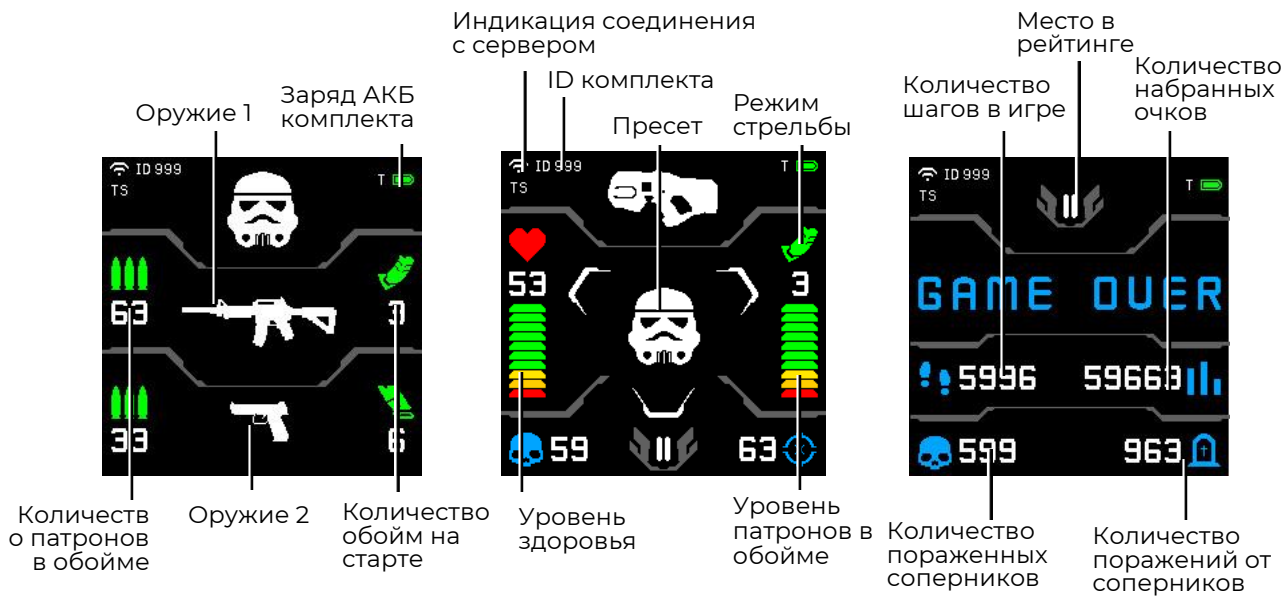 Индикация соединения
с сервером
Место в
рейтинге
ID комплекта
Количество
шагов в игре
Количество
набранных
очков
Оружие 1
Заряд АКБ
комплекта
Пресет
Режим
стрельбы
ID 999
T
TS
63
3
33
6
ID 999
T
TS
53
3
59
II
63
ID 999
T
TS
II
GAME OVER
5996
59663
599
963
Количеств
о патронов
в обойме
Оружие 2
Количество
обойм на
старте
Уровень
здоровья
Уровень
патронов в
обойме
Количество
пораженных
соперников
Количество
поражений от
соперников